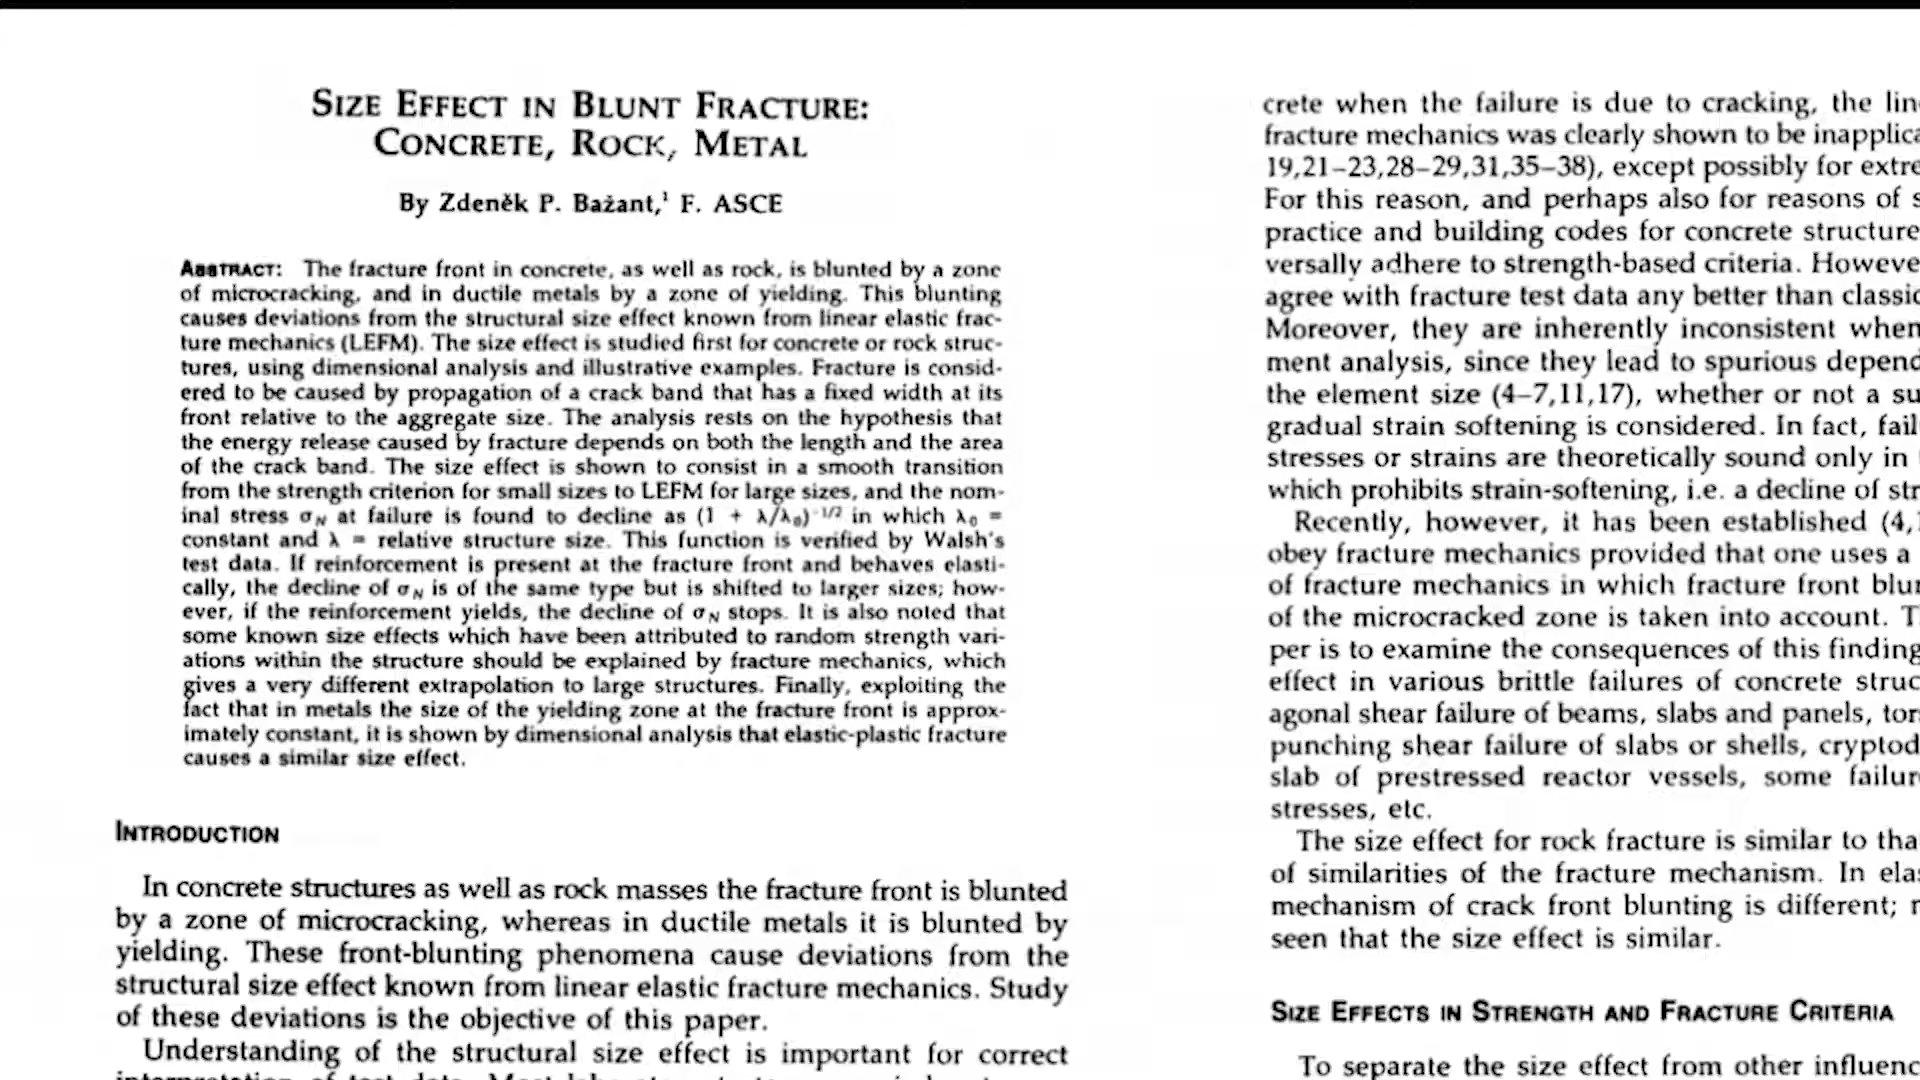 SIZE EFFECT IN BLUNT FRACTURE:
CONCRETE, ROCK, METAL
By Zdeněk P. Bažant,¹ F. ASCE
ABSTRACT: The fracture front in concrete, as well as rock, is blunted by a zone
of microcracking, and in ductile metals by a zone of yielding. This blunting
causes deviations from the structural size effect known from linear elastic frac-
ture mechanics (LEFM). The size effect is studied first for concrete or rock struc-
tures, using dimensional analysis and illustrative examples. Fracture is consid-
ered to be caused by propagation of a crack band that has a fixed width at its
front relative to the aggregate size. The analysis rests on the hypothesis that
the energy release caused by fracture depends on both the length and the area
of the crack band. The size effect is shown to consist in a smooth transition
from the strength criterion for small sizes to LEFM for large sizes, and the nom-
inal stress σN at failure is found to decline as (1 + λ/λ0)-1/2 in which λ0 =
constant and λ = relative structure size. This function is verified by Walsh's
test data. If reinforcement is present at the fracture front and behaves elasti-
cally, the decline of σN is of the same type but is shifted to larger sizes; how-
ever, if the reinforcement yields, the decline of σN stops. It is also noted that
some known size effects which have been attributed to random strength vari-
ations within the structure should be explained by fracture mechanics, which
gives a very different extrapolation to large structures. Finally, exploiting the
fact that in metals the size of the yielding zone at the fracture front is approx-
imately constant, it is shown by dimensional analysis that elastic-plastic fracture
causes a similar size effect.
INTRODUCTION
In concrete structures as well as rock masses the fracture front is blunted
by a zone of microcracking, whereas in ductile metals it is blunted by
yielding. These front-blunting phenomena cause deviations from the
structural size effect known from linear elastic fracture mechanics. Study
of these deviations is the objective of this paper.
Understanding of the structural size effect is important for correct
crete when the failure is due to cracking, the lin
fracture mechanics was clearly shown to be inapplica
19,21–23,28–29,31,35–38), except possibly for extre
For this reason, and perhaps also for reasons of s
practice and building codes for concrete structure
versally adhere to strength-based criteria. Howeve
agree with fracture test data any better than classic
Moreover, they are inherently inconsistent when
ment analysis, since they lead to spurious depend
the element size (4–7,11,17), whether or not a su
gradual strain softening is considered. In fact, fail
stresses or strains are theoretically sound only in
which prohibits strain-softening, i.e. a decline of str
Recently, however, it has been established (4,
obey fracture mechanics provided that one uses a
of fracture mechanics in which fracture front blun
of the microcracked zone is taken into account. T
per is to examine the consequences of this finding
effect in various brittle failures of concrete struc
agonal shear failure of beams, slabs and panels, tor
punching shear failure of slabs or shells, cryptod
slab of prestressed reactor vessels, some failur
stresses, etc.
The size effect for rock fracture is similar to tha
of similarities of the fracture mechanism. In elas
mechanism of crack front blunting is different;
seen that the size effect is similar.
SIZE EFFECTS IN STRENGTH AND FRACTURE CRITERIA
To separate the size effect from other influenc